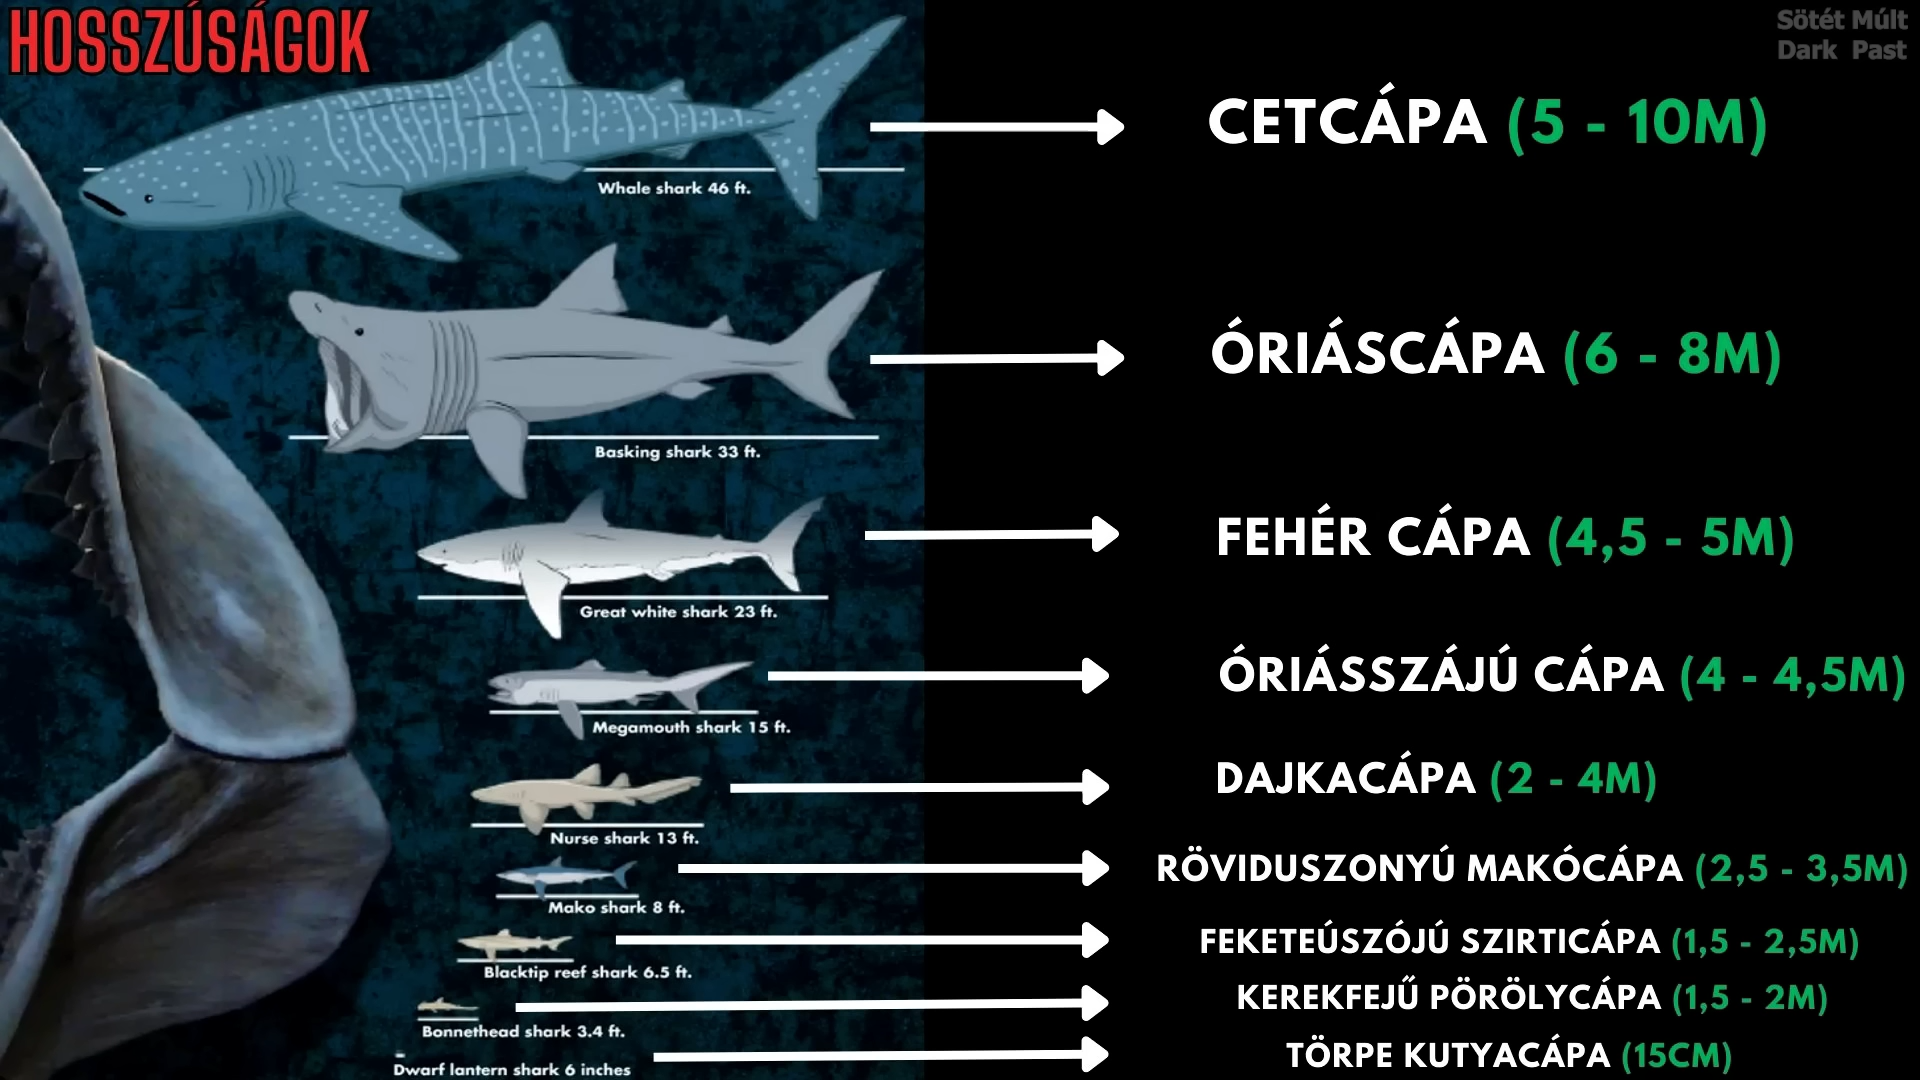 HOSSZÚSÁGOK
Sötét Múlt
Dark Past
CETCÁPA (5 - 10M)
Whale shark 46 ft.
ÓRIÁSCÁPA (6 - 8M)
Basking shark 33 ft.
FEHÉR CÁPA (4,5 - 5M)
Great white shark 23 ft.
ÓRIÁSSZÁJÚ CÁPA (4 - 4,5M)
Megamouth shark 15 ft.
DAJKACÁPA (2 - 4M)
Nurse shark 13 ft.
RÖVIDUSZONYÚ MAKÓCÁPA (2,5 - 3,5M)
Mako shark 8 ft.
FEKETEÚSZÓJÚ SZIRTICÁPA (1,5 - 2,5M)
Blacktip reef shark 6.5 ft.
KEREKFEJŰ PÖRÖLYCÁPA (1,5 - 2M)
Bonnethead shark 3.4 ft.
TÖRPE KUTYACÁPA (15CM)
Dwarf lantern shark 6 inches